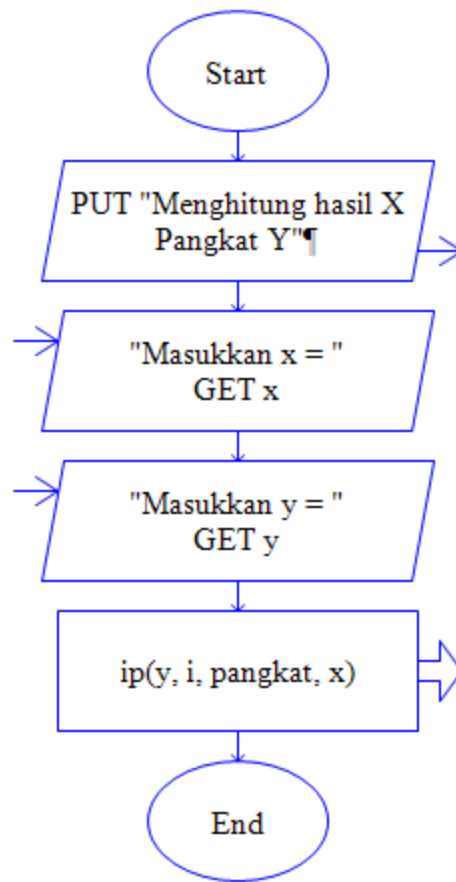 Start
PUT "Menghitung hasil X
Pangkat Y"¶
"Masukkan x = "
GET x
"Masukkan y = "
GET y
ip(y, i, pangkat, x)
End